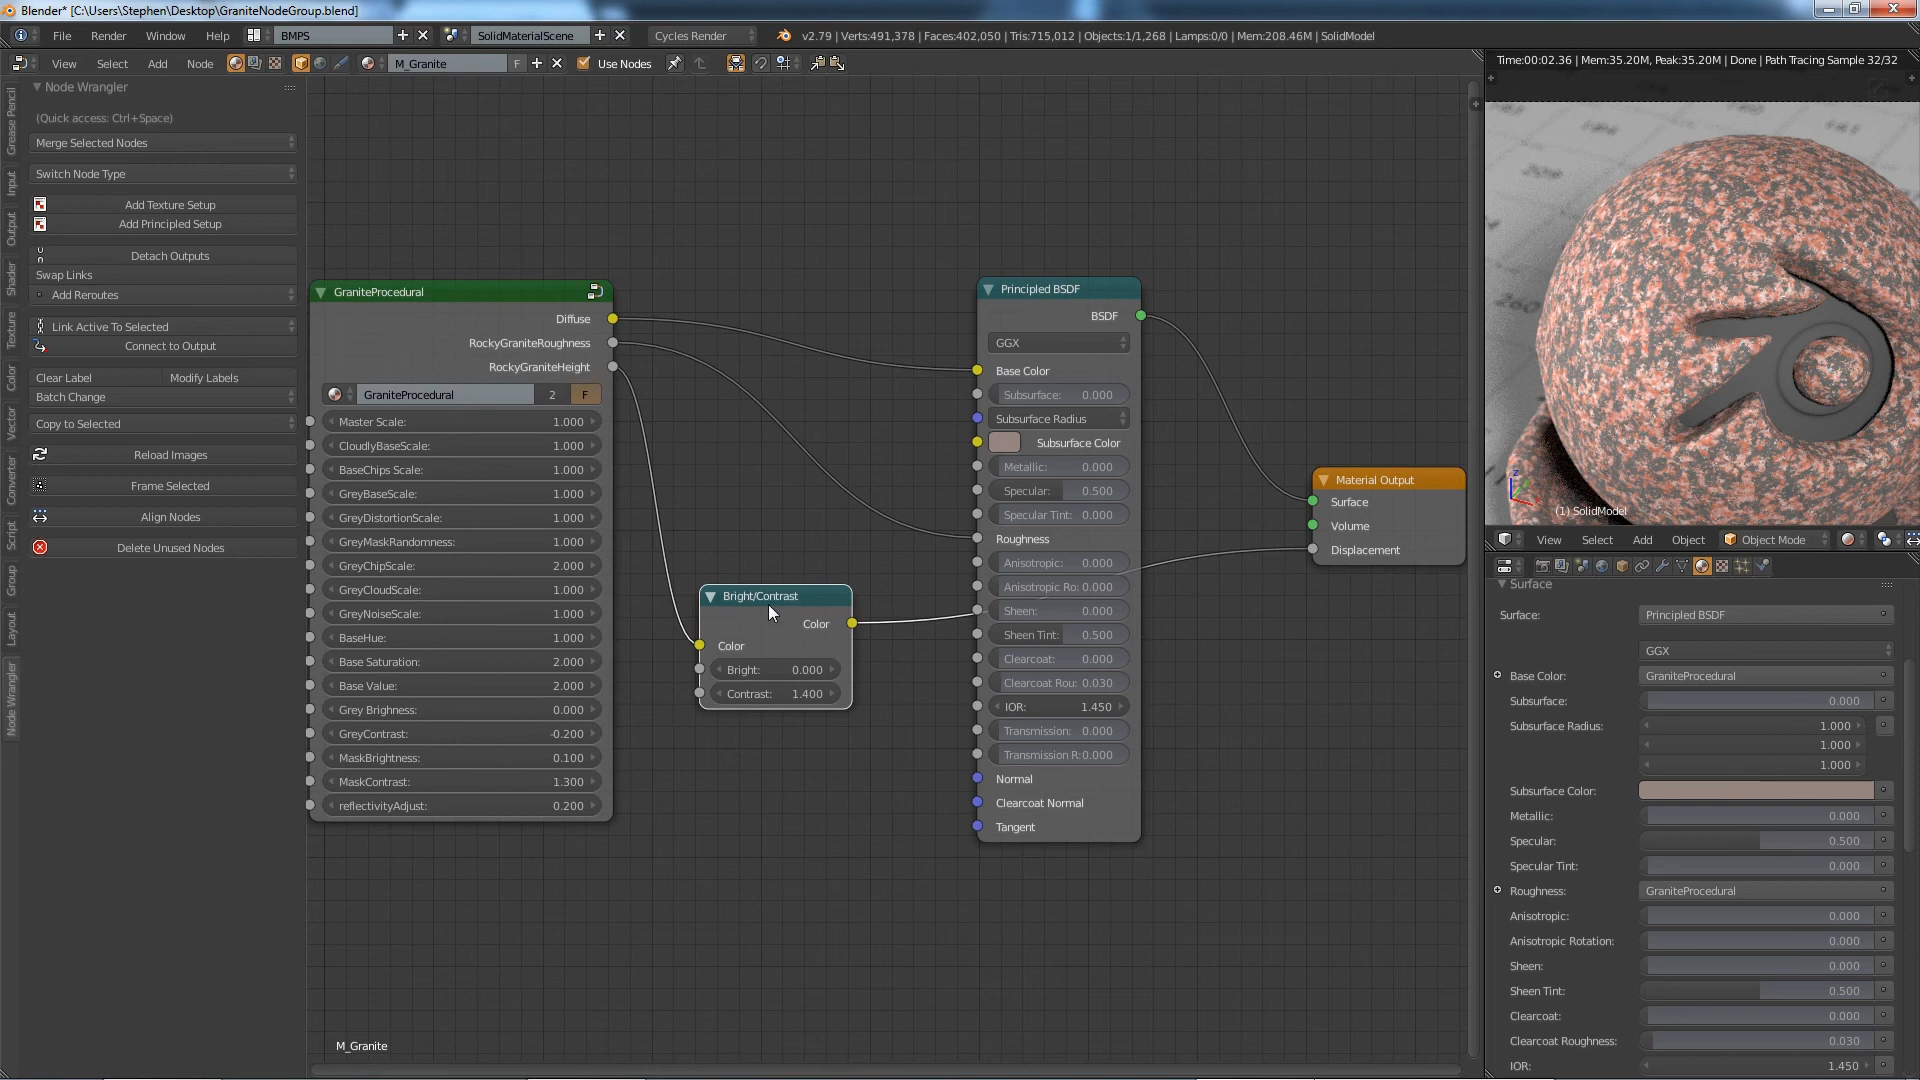 Blender* [C:\Users\Stephen\Desktop\GraniteNodeGroup.blend]
File Render Window Help BMPS SolidMaterialScene Cycles Render v2.79 | Verts:491,378 | Faces:402,050 | Tris:715,012 | Objects:1/1,268 | Lamps:0/0 | Mem:208.46M | SolidModel
View Select Add Node M_Granite F Use Nodes
Time:00:02.36 | Mem:35.20M, Peak:35.20M | Done | Path Tracing Sample 32/32
Grease Pencil
Input
Output
Shader
Texture
Color
Vector
Converter
Script
Group
Layout
Node Wrangler
Node Wrangler
(Quick access: Ctrl+Space)
Merge Selected Nodes
Switch Node Type
Add Texture Setup
Add Principled Setup
Detach Outputs
Swap Links
Add Reroutes
Link Active To Selected
Connect to Output
Clear Label Modify Labels
Batch Change
Copy to Selected
Reload Images
Frame Selected
Align Nodes
Delete Unused Nodes
GraniteProcedural
Diffuse
RockyGraniteRoughness
RockyGraniteHeight
GraniteProcedural 2 F
Master Scale: 1.000
CloudlyBaseScale: 1.000
BaseChips Scale: 1.000
GreyBaseScale: 1.000
GreyDistortionScale: 1.000
GreyMaskRandomness: 1.000
GreyChipScale: 2.000
GreyCloudScale: 1.000
GreyNoiseScale: 1.000
BaseHue: 1.000
Base Saturation: 2.000
Base Value: 2.000
Grey Brighness: 0.000
GreyContrast: -0.200
MaskBrightness: 0.100
MaskContrast: 1.300
reflectivityAdjust: 0.200
Bright/Contrast
Color
Color
Bright: 0.000
Contrast: 1.400
Principled BSDF
BSDF
GGX
Base Color
Subsurface: 0.000
Subsurface Radius
Subsurface Color
Metallic: 0.000
Specular: 0.500
Specular Tint: 0.000
Roughness
Anisotropic: 0.000
Anisotropic Ro: 0.000
Sheen: 0.000
Sheen Tint: 0.500
Clearcoat: 0.000
Clearcoat Rou: 0.030
IOR: 1.450
Transmission: 0.000
Transmission R:0.000
Normal
Clearcoat Normal
Tangent
Material Output
Surface
Volume
Displacement
M_Granite
Z
(1) SolidModel
View Select Add Object Object Mode
Surface
Surface: Principled BSDF
GGX
Base Color: GraniteProcedural
Subsurface: 0.000
Subsurface Radius: 1.000
1.000
1.000
Subsurface Color:
Metallic: 0.000
Specular: 0.500
Specular Tint: 0.000
Roughness: GraniteProcedural
Anisotropic: 0.000
Anisotropic Rotation: 0.000
Sheen: 0.000
Sheen Tint: 0.500
Clearcoat: 0.000
Clearcoat Roughness: 0.030
IOR: 1.450